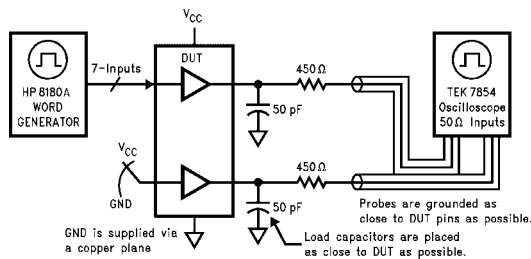 VCC
HP 8180A
WORD
GENERATOR
7-Inputs
DUT
450Ω
50 pF
TEK 7854
Oscilloscope
50Ω Inputs
VCC
GND
450Ω
50 pF
GND is supplied via
a copper plane
Probes are grounded as
close to DUT pins as possible.
Load capacitors are placed
as close to DUT as possible.